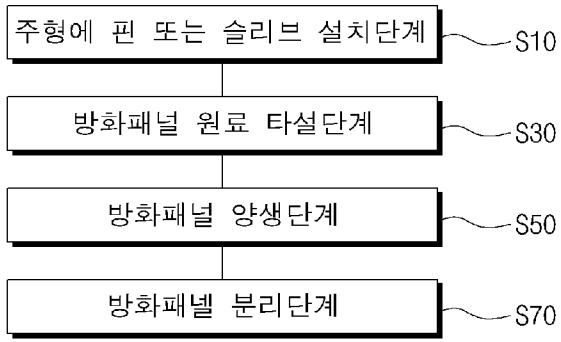 주형에 핀 또는 슬리브 설치단계
S10
방화패널 원료 타설단계
S30
방화패널 양생단계
S50
방화패넬 분리단계
S70